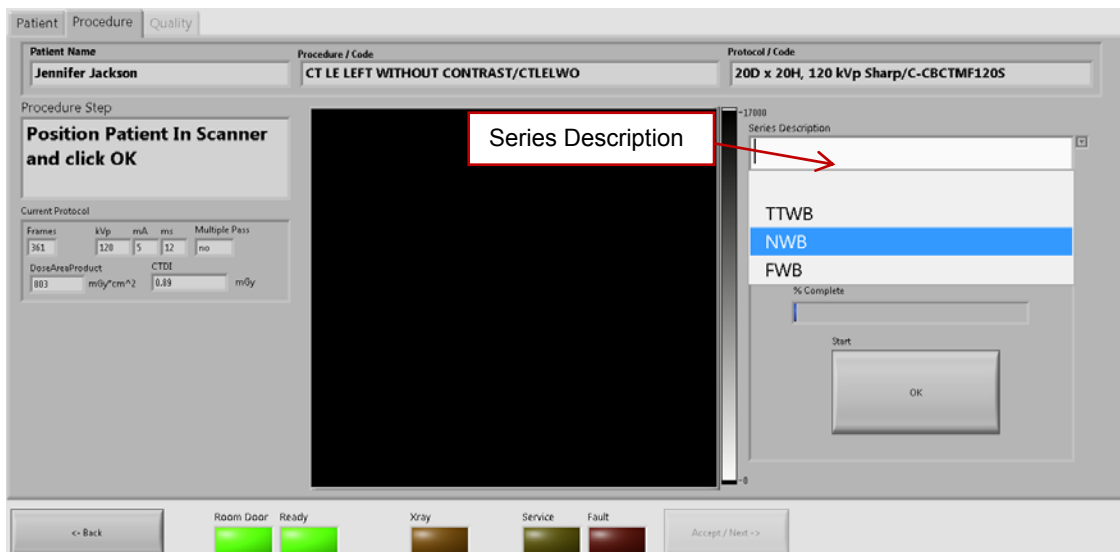 Patient Procedure Quality
Patient Name
Procedure / Code
Protocol / Code
Jennifer Jackson
CT LE LEFT WITHOUT CONTRAST/CTLELWO
20D x 20H, 120 kVp Sharp/C-CBCTMF120S
Procedure Step
Position Patient In Scanner
and click OK
Current Protocol
Frames kVp mA ms Multiple Pass
361 120 5 12 no
DoseAreaProduct CTDI
803 mGy*cm^2 0.89 mGy
-17000
-0
Series Description
Series Description
TTWB
NWB
FWB
% Complete
Start
OK
<- Back
Room Door Ready Xray Service Fault
Accept / Next ->